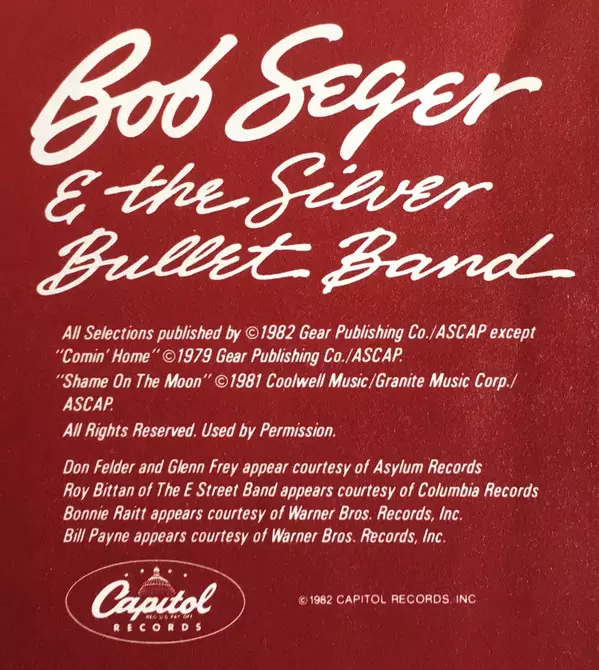 Bob Seger
& the Silver
Bullet Band
All Selections published by ©1982 Gear Publishing Co./ASCAP except
"Comin' Home" ©1979 Gear Publishing Co./ASCAP.
"Shame On The Moon" ©1981 Coolwell Music/Granite Music Corp./
ASCAP.
All Rights Reserved. Used by Permission.
Don Felder and Glenn Frey appear courtesy of Asylum Records
Roy Bittan of The E Street Band appears courtesy of Columbia Records
Bonnie Raitt appears courtesy of Warner Bros. Records, Inc.
Bill Payne appears courtesy of Warner Bros. Records, Inc.
Capitol
REG. U.S. PAT. OFF.
RECORDS
©1982 CAPITOL RECORDS, INC